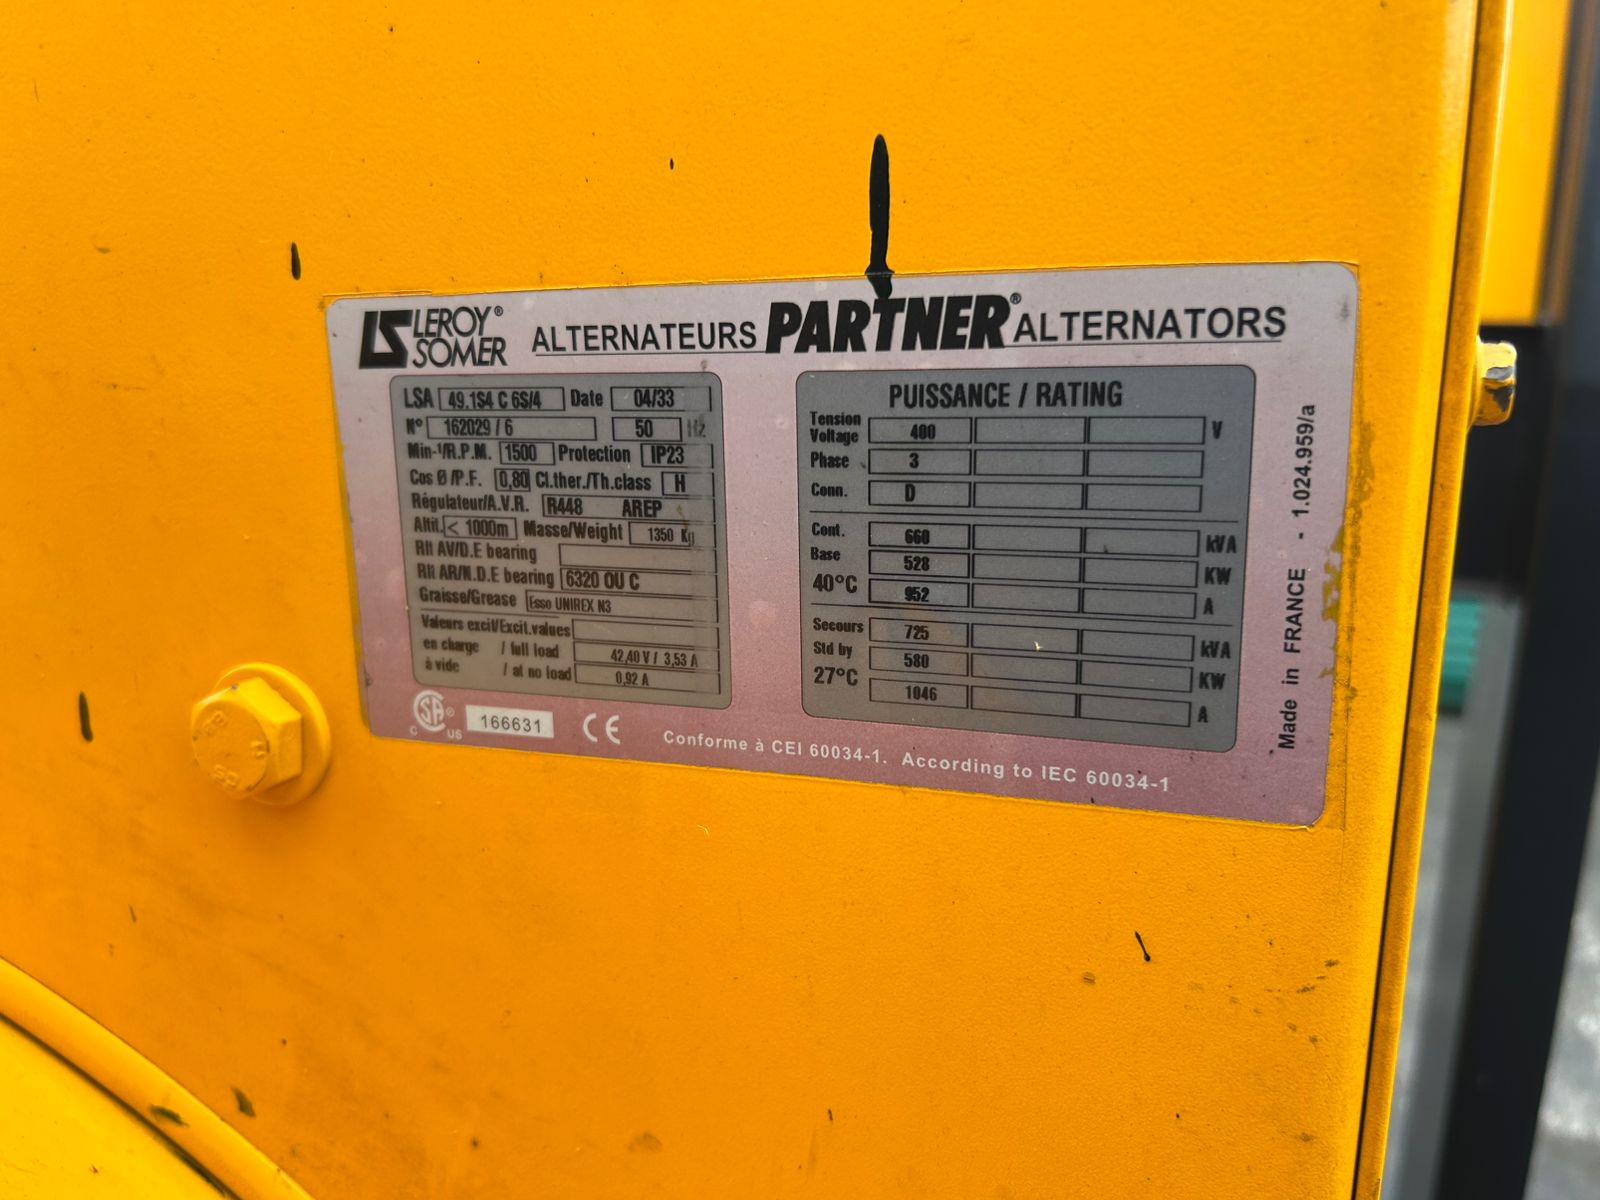 LEROY® SOMER ALTERNATEURS PARTNER® ALTERNATORS
LSA 49.1S4 C 6S/4 Date 04/33
N° 162029 / 6 50 Hz
Min-¹/R.P.M. 1500 Protection IP23
Cos Ø /P.F. 0,80 Cl.ther./Th.class H
Régulateur/A.V.R. R448 AREP
Altit. < 1000m Masse/Weight 1350 Kg
Rlt AV/D.E bearing
Rlt AR/N.D.E bearing 6320 OU C
Graisse/Grease Esso UNIREX N3
Valeurs excit/Excit.values
en charge / full load 42,40 V / 3,53 A
à vide / at no load 0,92 A
PUISSANCE / RATING
Tension
Voltage 400 V
Phase 3
Conn. D
Cont. 660 kVA
Base 528 KW
40°C 952 A
Secours 725 kVA
Std by 580 KW
27°C 1046 A
C SA® US 166631 CE
Conforme à CEI 60034-1. According to IEC 60034-1
Made in FRANCE - 1.024.959/a